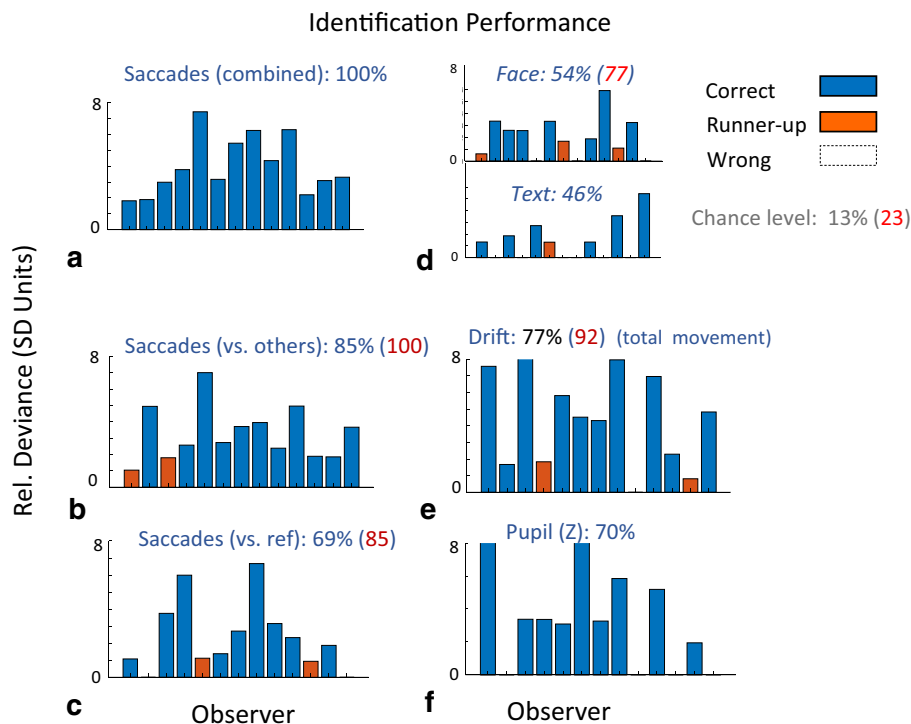 Identification Performance
Rel. Deviance (SD Units)
Saccades (combined): 100%
8
0
a
Saccades (vs. others): 85% (100)
8
0
b
Saccades (vs. ref): 69% (85)
8
0
c
Observer
Face: 54% (77)
8
0
Text: 46%
8
0
d
Correct
Runner-up
Wrong
Chance level: 13% (23)
Drift: 77% (92) (total movement)
8
0
e
Pupil (Z): 70%
8
0
f
Observer